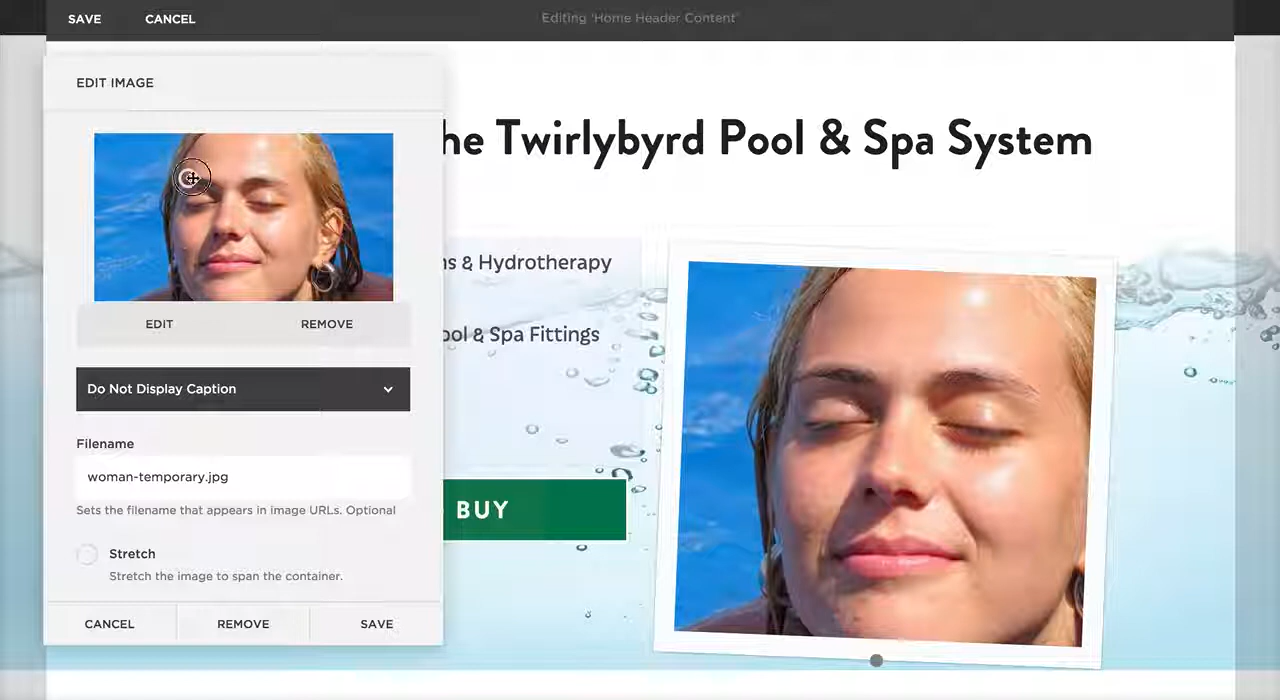 SAVE CANCEL Editing 'Home Header Content'
EDIT IMAGE
he Twirlybyrd Pool & Spa System
EDIT REMOVE
Do Not Display Caption
Filename
woman-temporary.jpg
Sets the filename that appears in image URLs. Optional
Stretch
Stretch the image to span the container.
CANCEL REMOVE SAVE
s & Hydrotherapy
ool & Spa Fittings
BUY